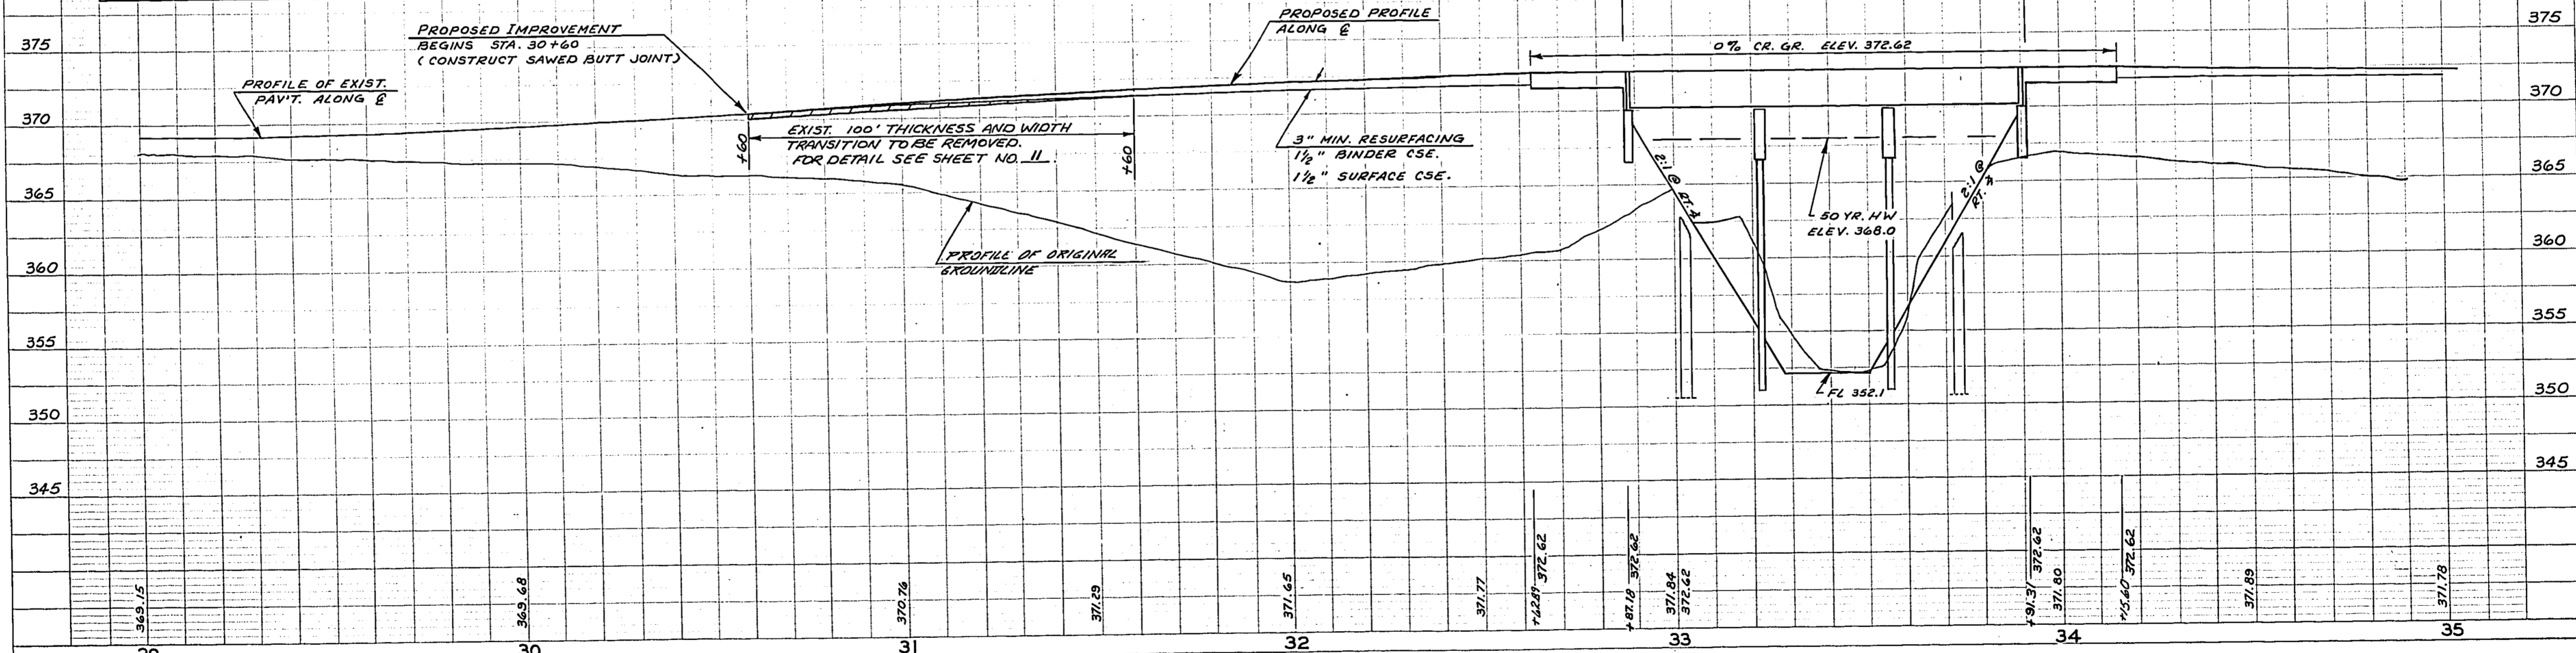 375
375
370
370
365
365
360
360
355
355
350
350
345
345
PROPOSED IMPROVEMENT
BEGINS STA. 30+60
(CONSTRUCT SAWED BUTT JOINT)
PROPOSED PROFILE
ALONG ℄
0% CR. GR. ELEV. 372.62
PROFILE OF EXIST.
PAV'T. ALONG ℄
+60
EXIST. 100' THICKNESS AND WIDTH
TRANSITION TO BE REMOVED.
FOR DETAIL SEE SHEET NO. 11.
+60
3" MIN. RESURFACING
1½" BINDER CSE.
1½" SURFACE CSE.
2:1 @ RT. ∡
2:1 @
RT. ∡
50 YR. HW
ELEV. 368.0
PROFILE OF ORIGINAL
GROUNDLINE
FL 352.1
369.15
369.68
370.76
371.29
371.65
371.77
+62.89 372.62
+87.18 372.62
371.84
372.62
+91.31 372.62
371.80
+15.60 372.62
371.89
371.78
30
31
32
33
34
35